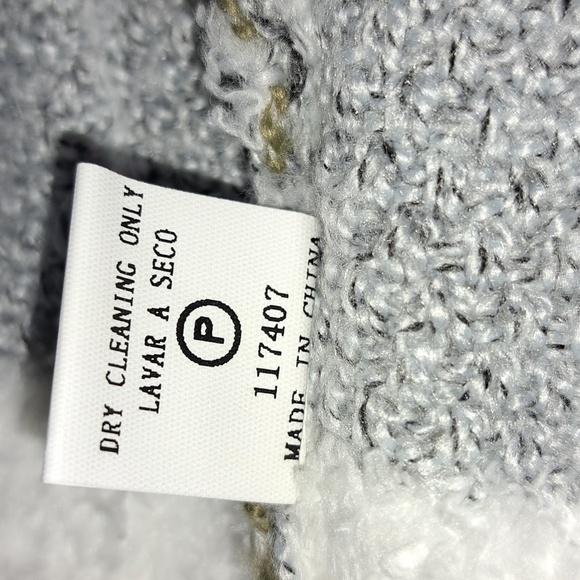 DRY CLEANING ONLY
LAVAR A SECO
P
117407
MADE IN CHINA